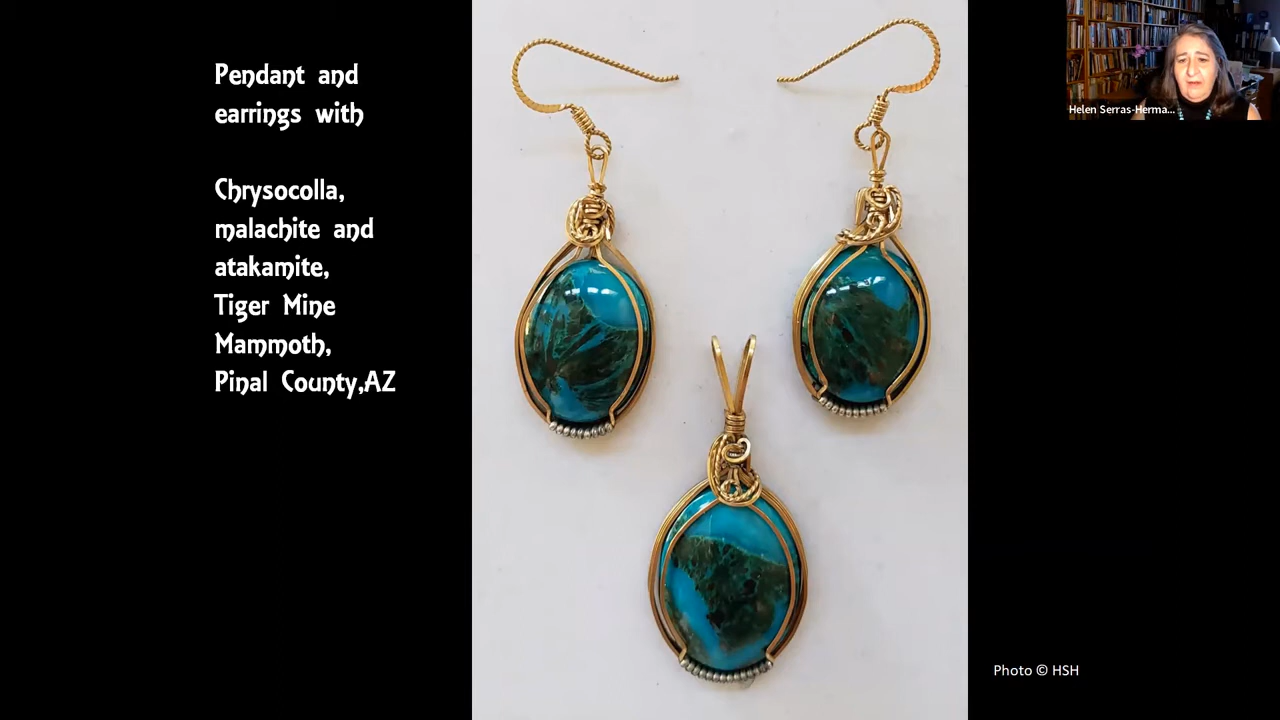 Pendant and
earrings with
Chrysocolla,
malachite and
atakamite,
Tiger Mine
Mammoth,
Pinal County,AZ
Helen Serras-Herma...
Photo © HSH